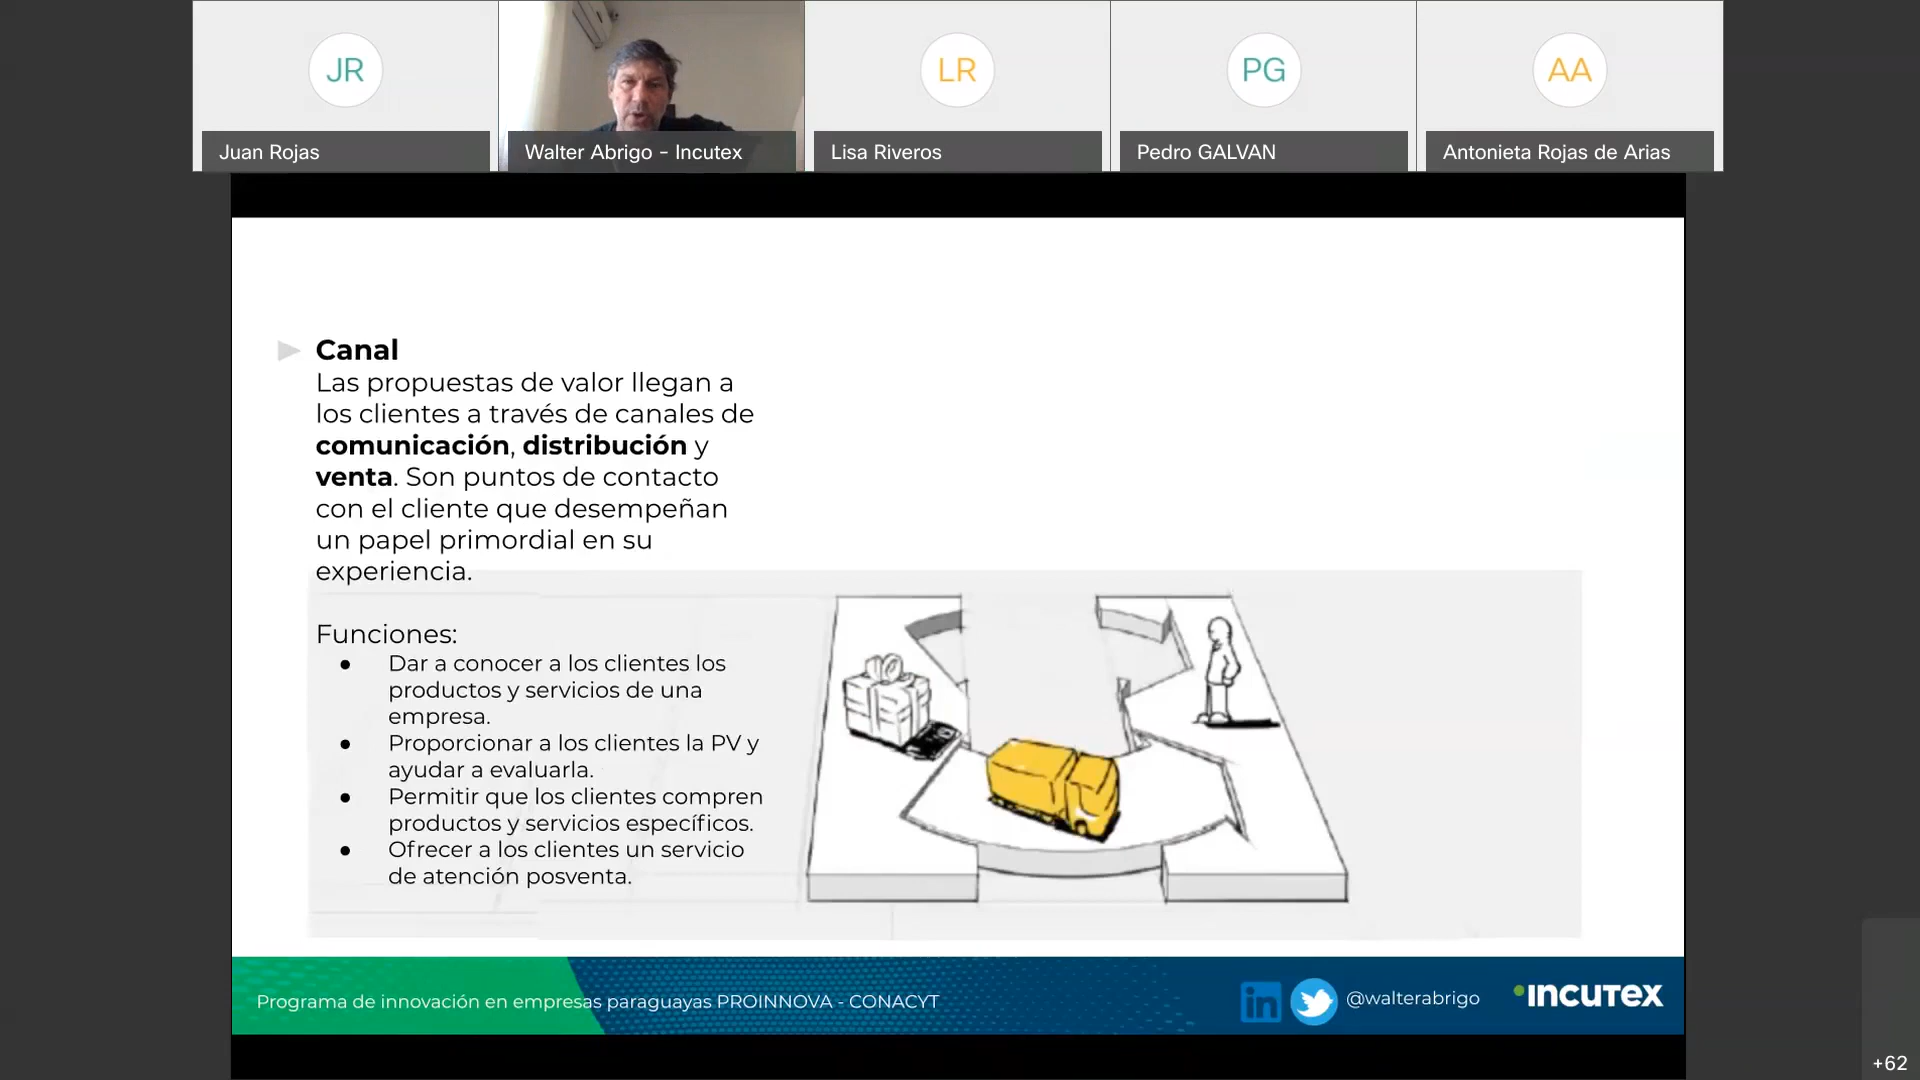 JR
LR
PG
AA
Juan Rojas
Walter Abrigo - Incutex
Lisa Riveros
Pedro GALVAN
Antonieta Rojas de Arias
Canal
Las propuestas de valor llegan a
los clientes a través de canales de
comunicación, distribución y
venta. Son puntos de contacto
con el cliente que desempeñan
un papel primordial en su
experiencia.
Funciones:
● Dar a conocer a los clientes los
productos y servicios de una
empresa.
● Proporcionar a los clientes la PV y
ayudar a evaluarla.
● Permitir que los clientes compren
productos y servicios específicos.
● Ofrecer a los clientes un servicio
de atención posventa.
Programa de innovación en empresas paraguayas PROINNOVA - CONACYT
in
@walterabrigo
INCUTEX
+62